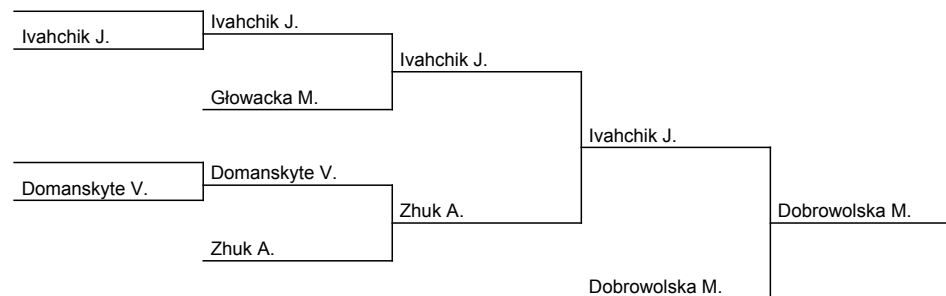 Ivahchik J.
Ivahchik J.
Ivahchik J.
Głowacka M.
Ivahchik J.
Domanskyte V.
Domanskyte V.
Zhuk A.
Dobrowolska M.
Zhuk A.
Dobrowolska M.